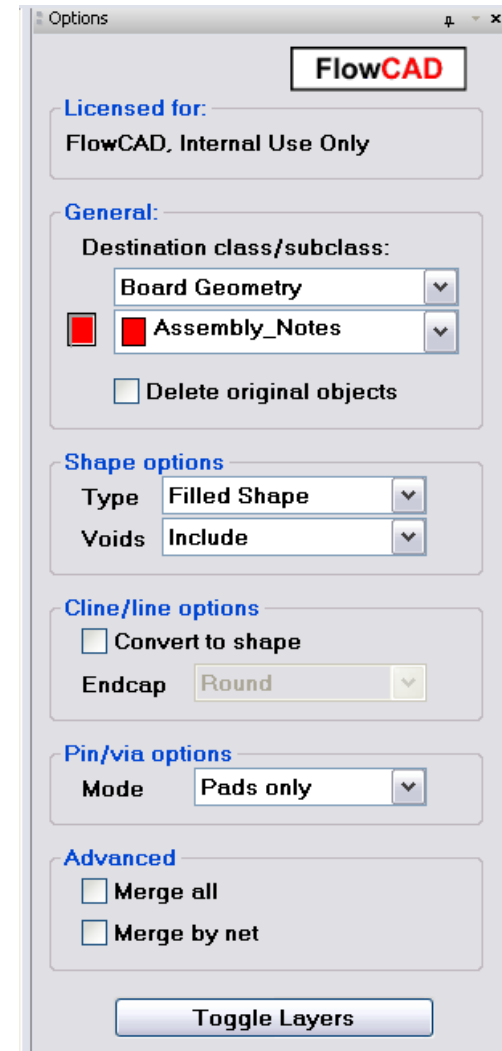 Options
FlowCAD
Licensed for:
FlowCAD, Internal Use Only
General:
Destination class/subclass:
Board Geometry
Assembly_Notes
Delete original objects
Shape options
Type Filled Shape
Voids Include
Cline/line options
Convert to shape
Endcap Round
Pin/via options
Mode Pads only
Advanced
Merge all
Merge by net
Toggle Layers